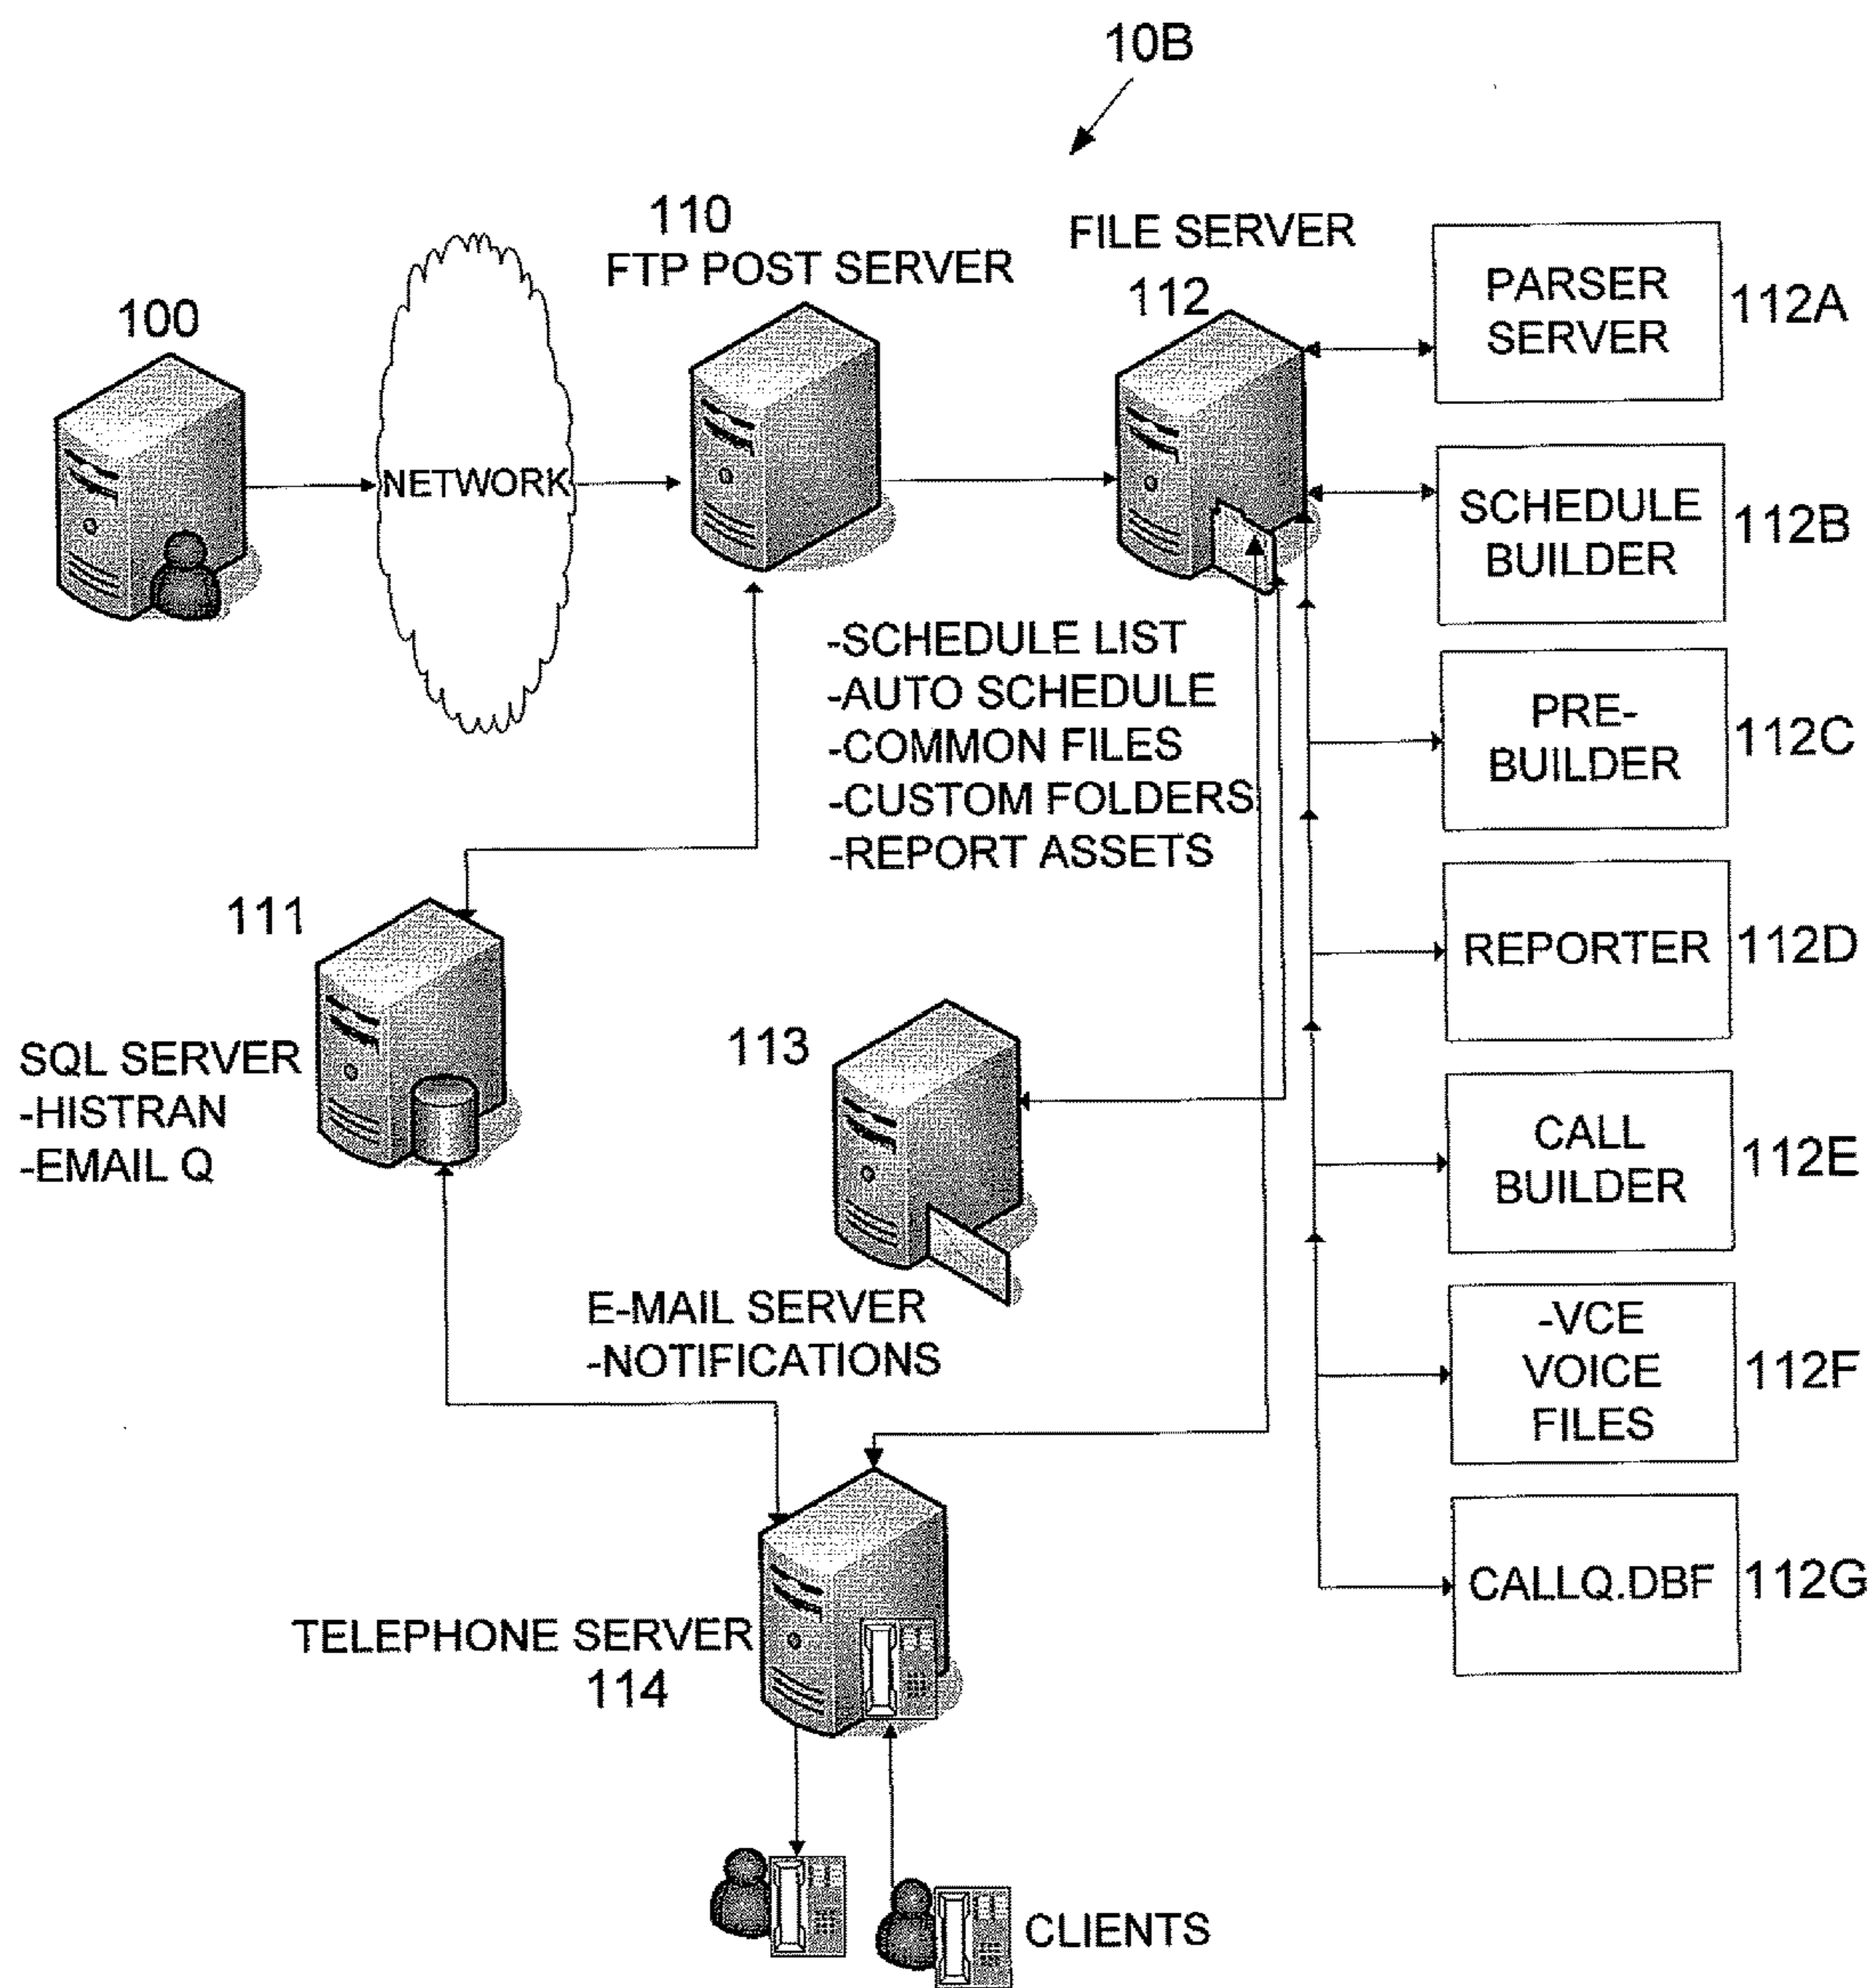 10B
110
FTP POST SERVER
FILE SERVER
112
100
NETWORK
PARSER
SERVER
112A
SCHEDULE
BUILDER
112B
-SCHEDULE LIST
-AUTO SCHEDULE
-COMMON FILES
-CUSTOM FOLDERS
-REPORT ASSETS
PRE-
BUILDER
112C
REPORTER
112D
111
SQL SERVER
-HISTRAN
-EMAIL Q
113
E-MAIL SERVER
-NOTIFICATIONS
CALL
BUILDER
112E
-VCE
VOICE
FILES
112F
CALLQ.DBF
112G
TELEPHONE SERVER
114
CLIENTS